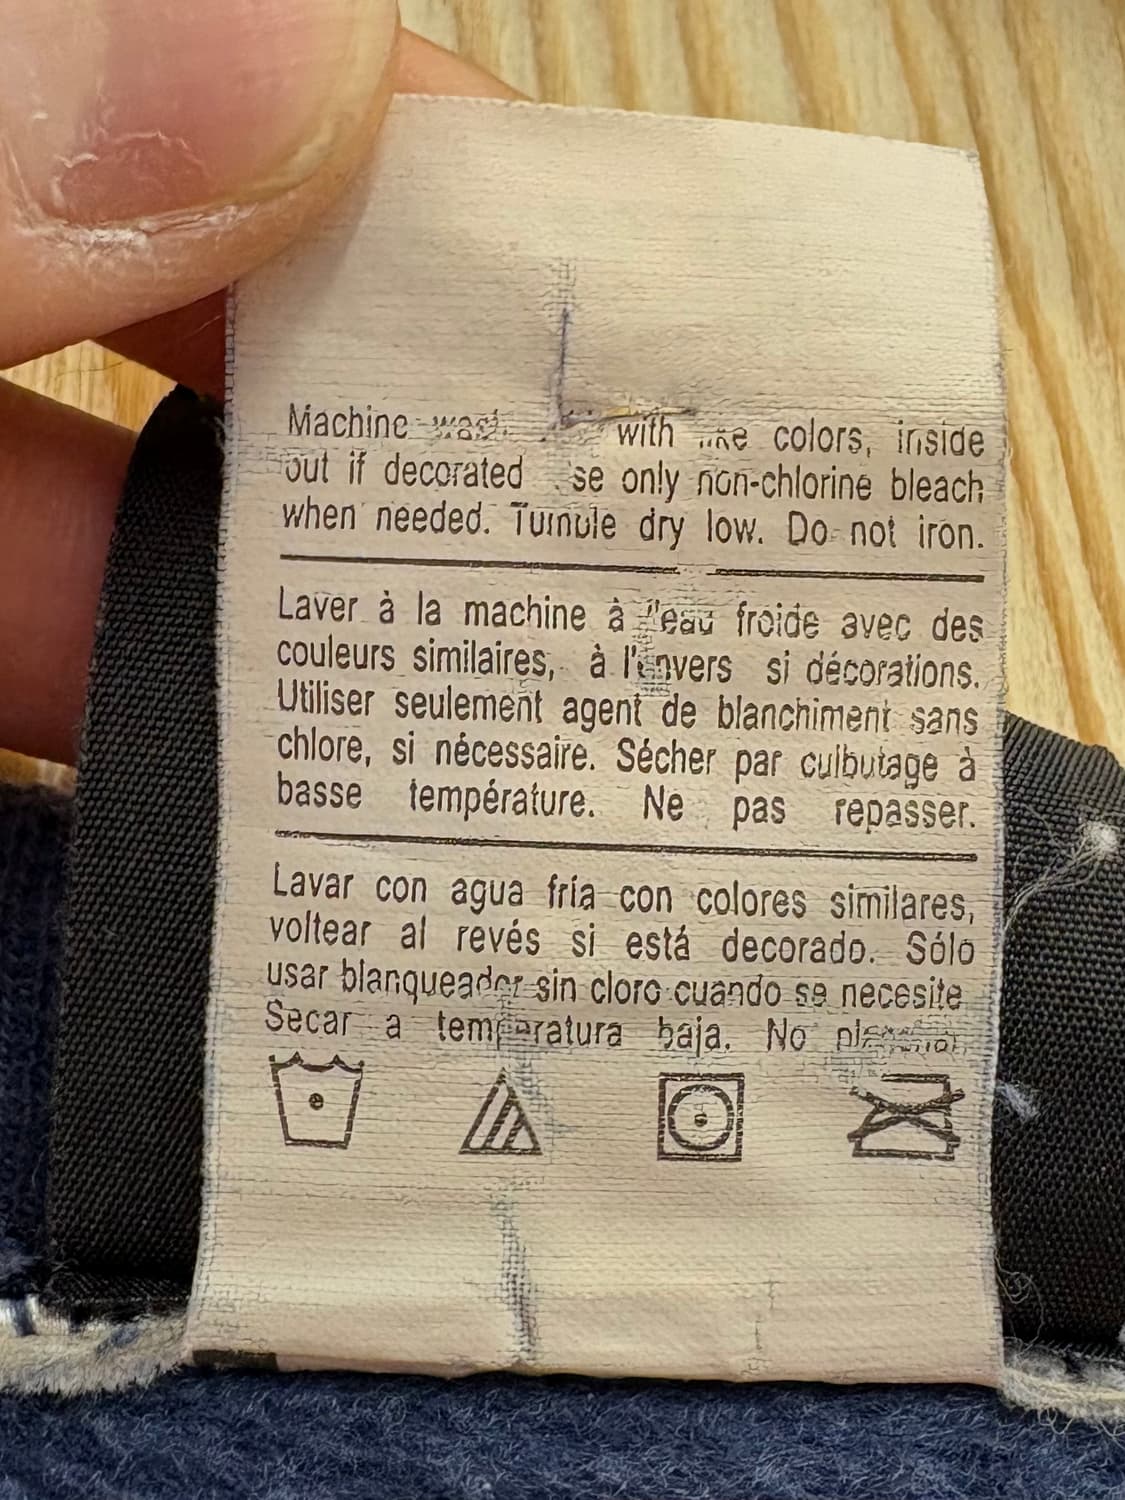 Machine wash with like colors, inside
out if decorated se only non-chlorine bleach
when needed. Tumble dry low. Do not iron.
Laver à la machine à l'eau froide avec des
couleurs similaires, à l'envers si décorations.
Utiliser seulement agent de blanchiment sans
chlore, si nécessaire. Sécher par culbutage à
basse température. Ne pas repasser.
Lavar con agua fría con colores similares,
voltear al revés si está decorado. Sólo
usar blanqueador sin cloro cuando se necesite
Secar a temperatura baja. No